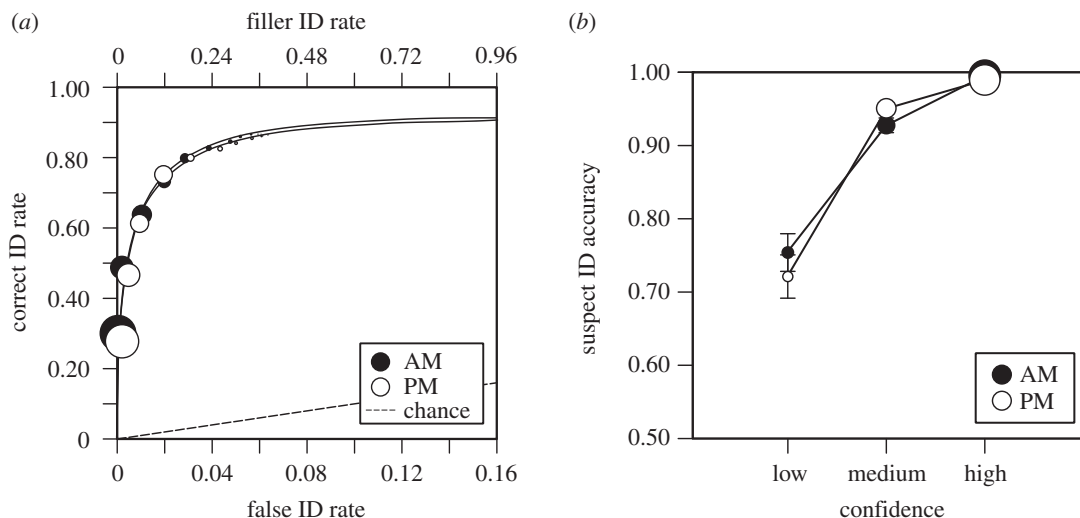 (a)
filler ID rate
0 0.24 0.48 0.72 0.96
1.00
0.80
0.60
0.40
0.20
0
correct ID rate
AM
PM
chance
0 0.04 0.08 0.12 0.16
false ID rate
(b)
1.00
0.90
0.80
0.70
0.60
0.50
suspect ID accuracy
AM
PM
low medium high
confidence